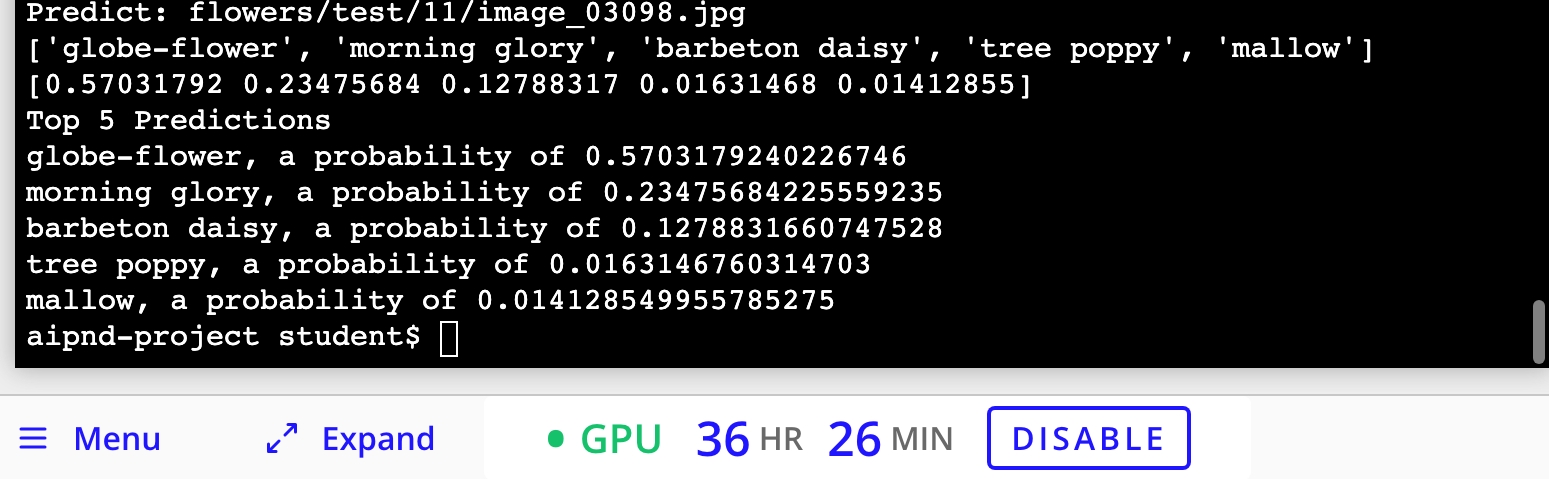 Predict: flowers/test/11/image_03098.jpg
['globe-flower', 'morning glory', 'barbeton daisy', 'tree poppy', 'mallow']
[0.57031792 0.23475684 0.12788317 0.01631468 0.01412855]
Top 5 Predictions
globe-flower, a probability of 0.5703179240226746
morning glory, a probability of 0.23475684225559235
barbeton daisy, a probability of 0.1278831660747528
tree poppy, a probability of 0.0163146760314703
mallow, a probability of 0.014128549955785275
aipnd-project student$
Menu Expand GPU 36 HR 26 MIN DISABLE